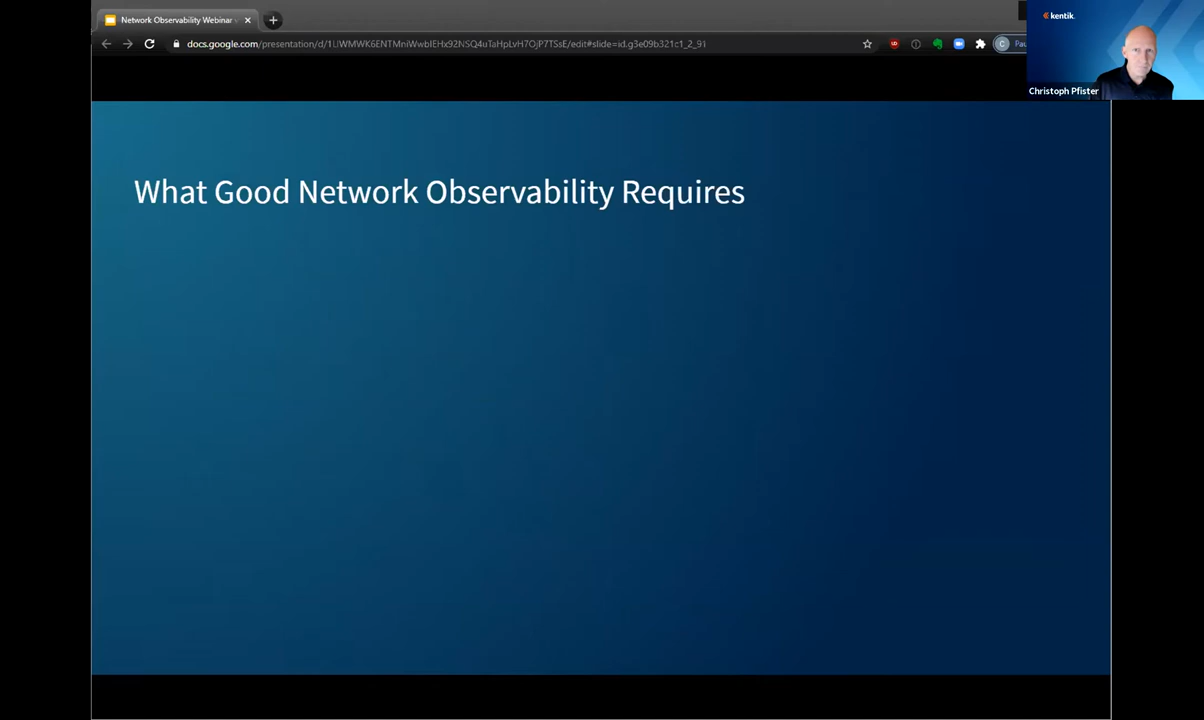 Network Observability Webinar
docs.google.com/presentation/d/
edit#slide=id.g3e09b321c1_2_91
C Pau
kentik.
Christoph Pfister
What Good Network Observability Requires